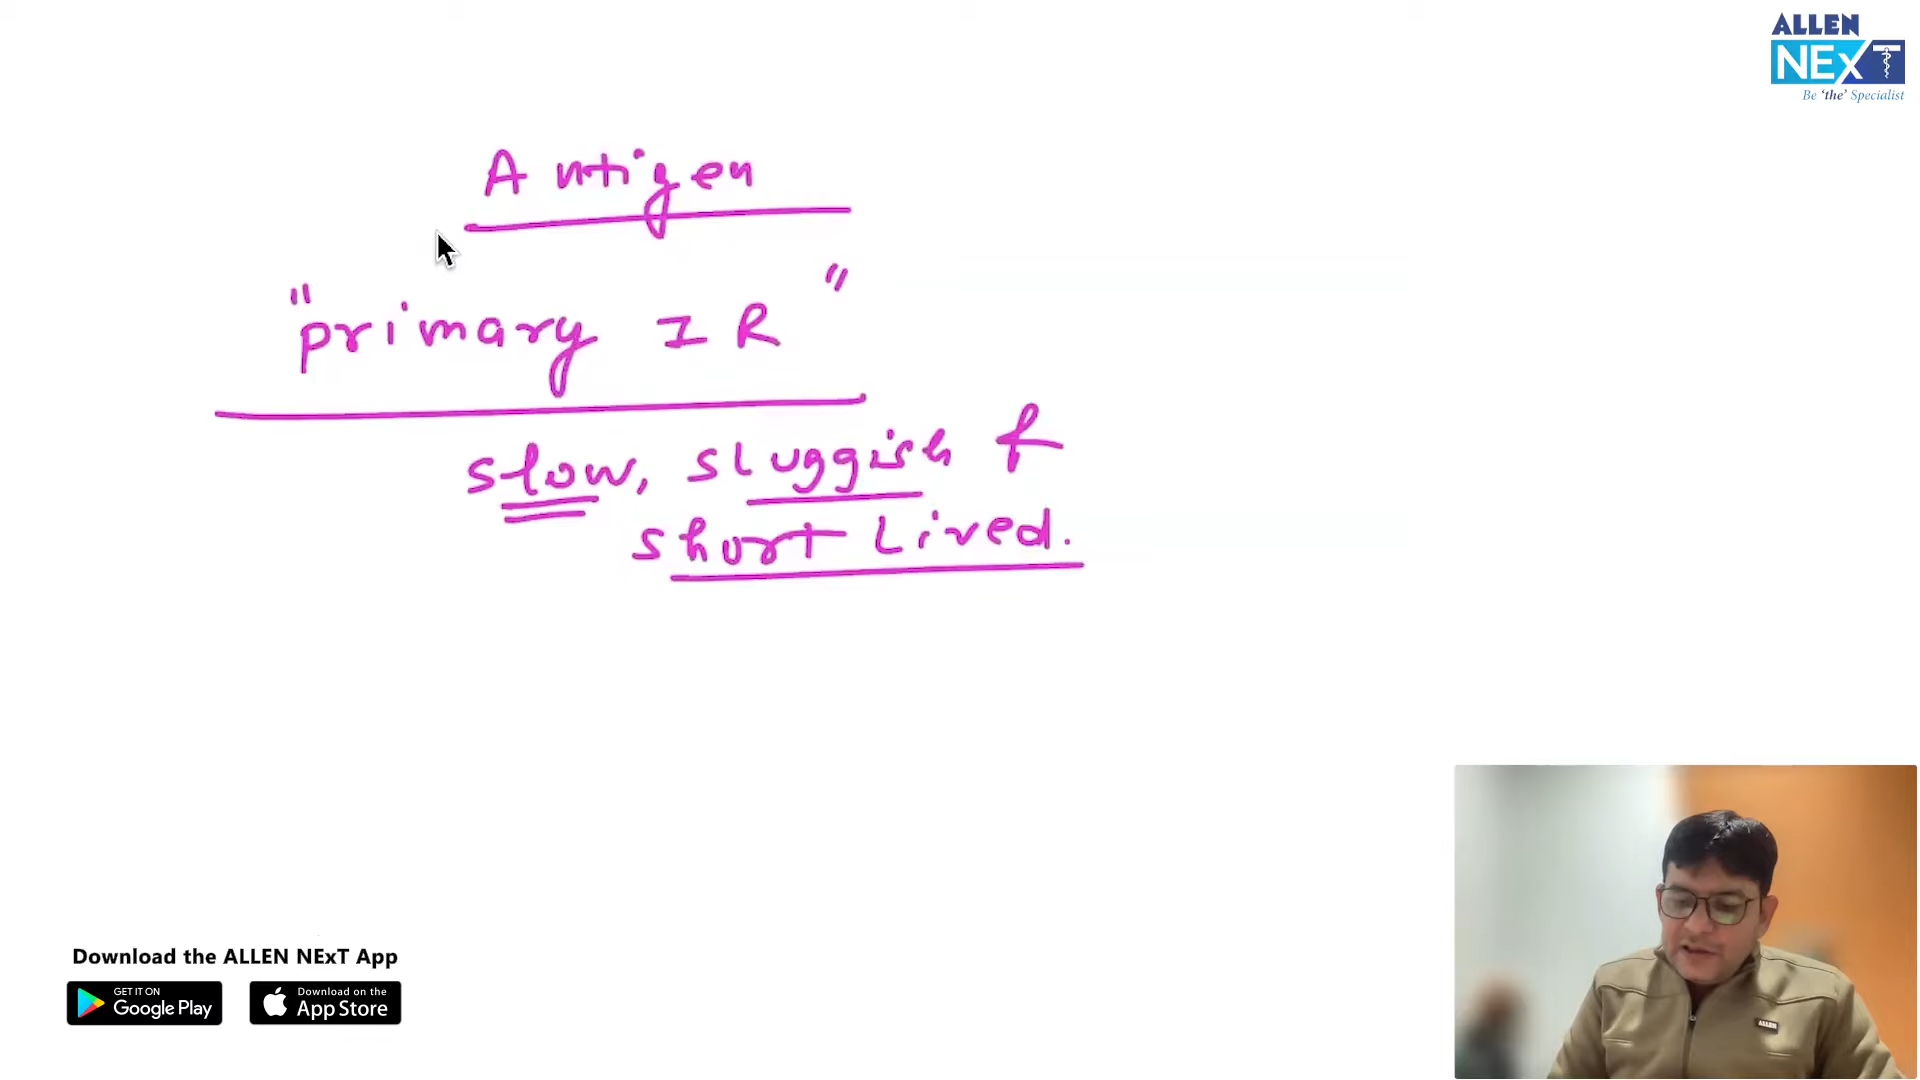 ALLEN
NExT
Be 'the' Specialist
Antigen
"primary IR"
slow, sluggish &
short Lived.
Download the ALLEN NExT App
GET IT ON
Google Play
Download on the
App Store
ALLEN